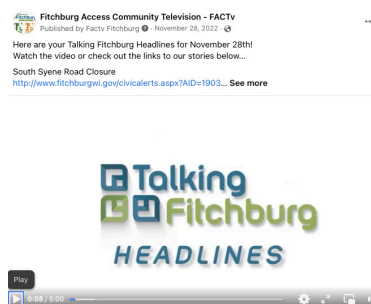 Fitchburg Access Community Television - FACTv
Published by Factv Fitchburg · November 28, 2022 ·
Here are your Talking Fitchburg Headlines for November 28th!
Watch the video or check out the links to our stories below...
South Syene Road Closure
http://www.fitchburgwi.gov/civicalerts.aspx?AID=1903... See more
Talking
Fitchburg
HEADLINES
Play
0:08 / 5:00